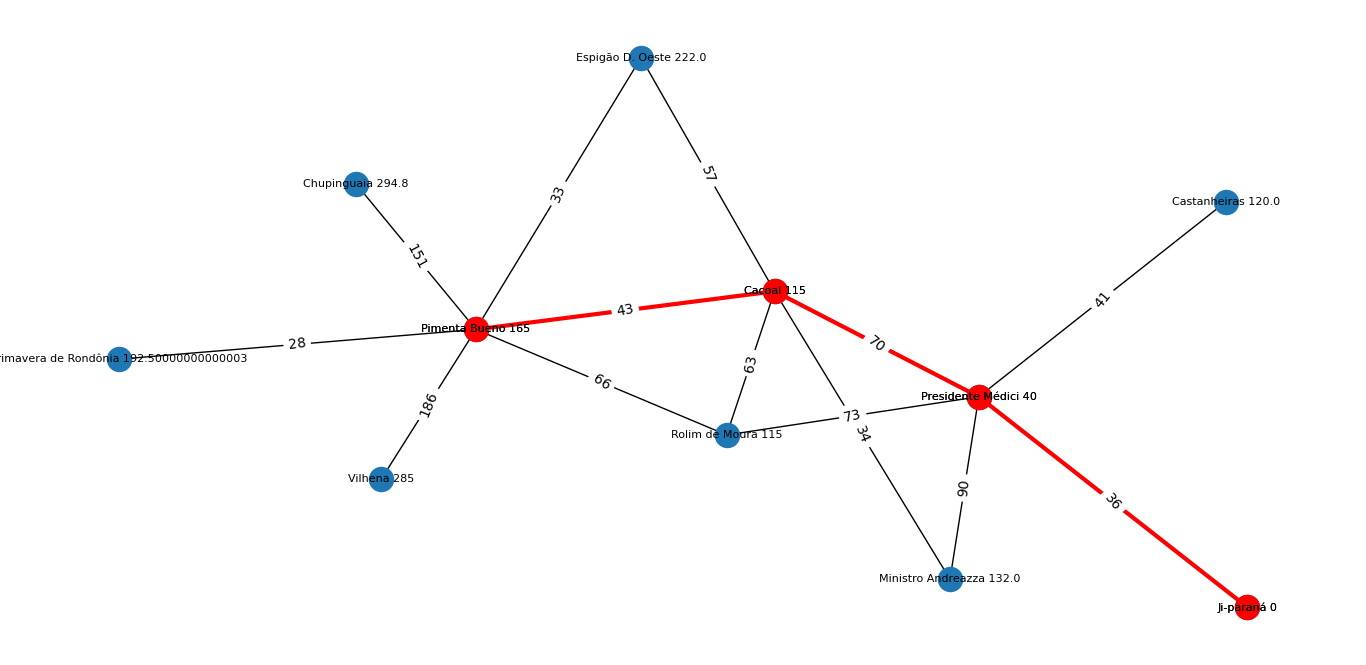 Espigão D. Oeste 222.0
57
33
Chupinguaia 294.8
Castanheiras 120.0
151
Cacoal 115
41
43
Pimenta Bueno 165
28
rimavera de Rondônia 192.50000000000003
70
63
66
Presidente Médici 40
186
73
34
Rolim de Moura 115
Vilhena 285
90
36
Ministro Andreazza 132.0
Ji-paraná 0